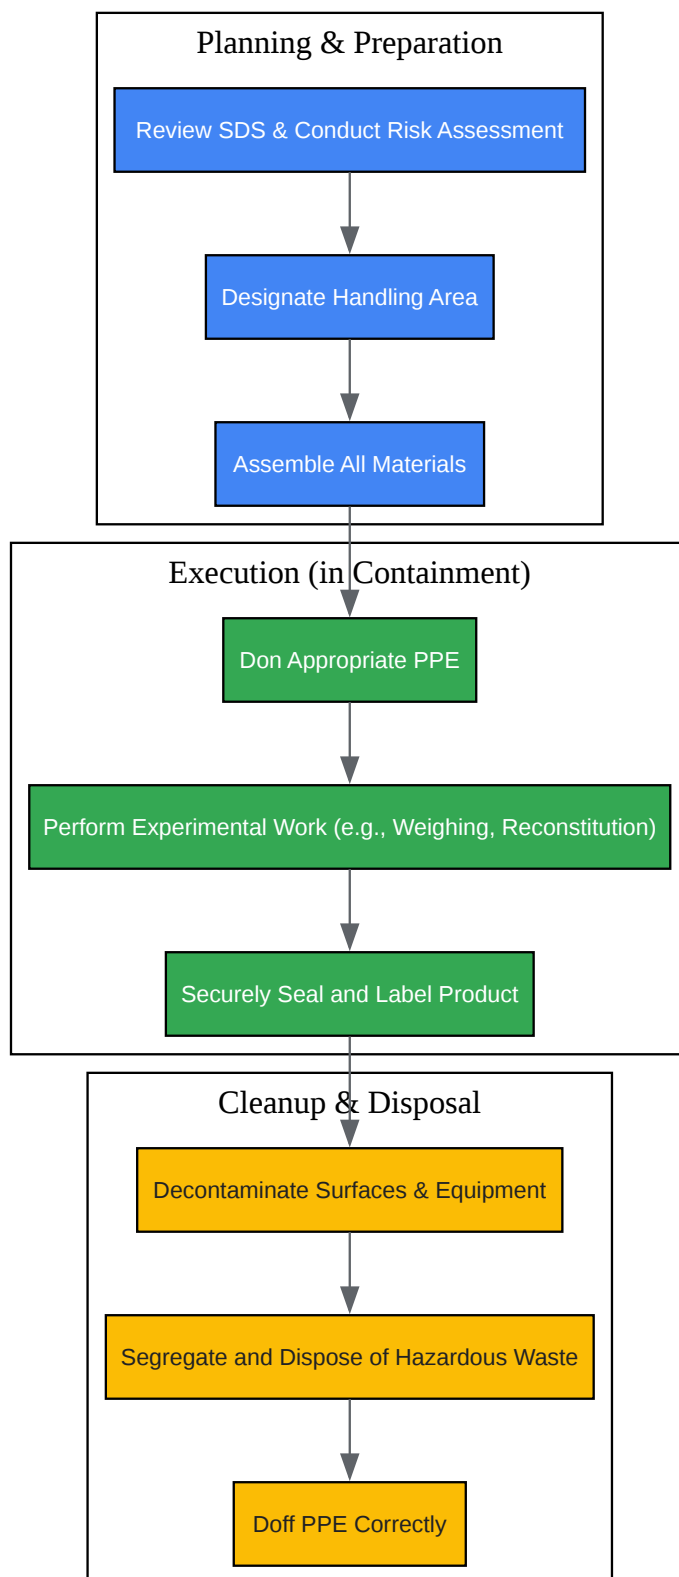 Planning & Preparation
Review SDS & Conduct Risk Assessment
Designate Handling Area
Assemble All Materials
Execution (in Containment)
Don Appropriate PPE
Perform Experimental Work (e.g., Weighing, Reconstitution)
Securely Seal and Label Product
Cleanup & Disposal
Decontaminate Surfaces & Equipment
Segregate and Dispose of Hazardous Waste
Doff PPE Correctly